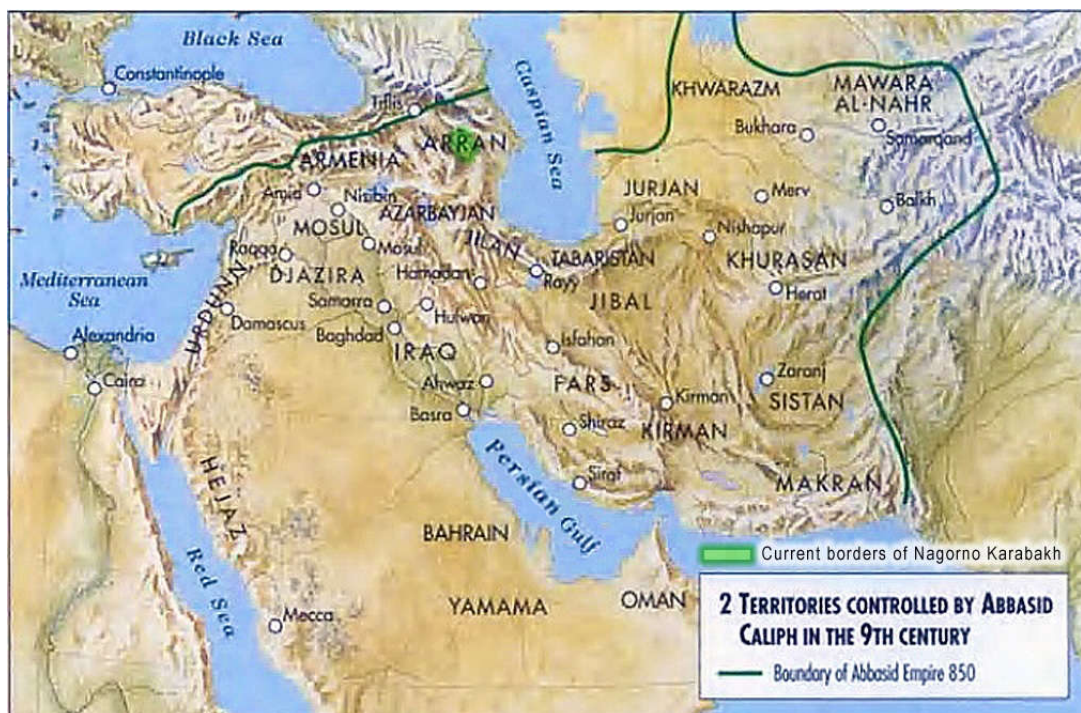 Black Sea
Constantinople
Caspian Sea
KHWARAZM
MAWARA
AL-NAHR
Tiflis
Bukhara
Samarqand
ARRAN
ARMENIA
Amid
Nisibin
AZARBAYJAN
JURJAN
Merv
Balkh
MOSUL
Mosul
JILAN
Jurjan
Nishapur
Raqqa
DJAZIRA
Hamadan
TABARISTAN
Rayy
KHURASAN
Mediterranean
Sea
URDUNN
Samarra
Hulwan
JIBAL
Herat
Damascus
Baghdad
Alexandria
IRAQ
Isfahan
Caira
Ahwaz
FARS
Zaranj
Basra
Kirman
SISTAN
Shiraz
KIRMAN
HEJAZ
Persian Gulf
Siraf
MAKRAN
BAHRAIN
Red Sea
Mecca
YAMAMA
OMAN
Current borders of Nagorno Karabakh
2 TERRITORIES CONTROLLED BY ABBASID
CALIPH IN THE 9TH CENTURY
Boundary of Abbasid Empire 850